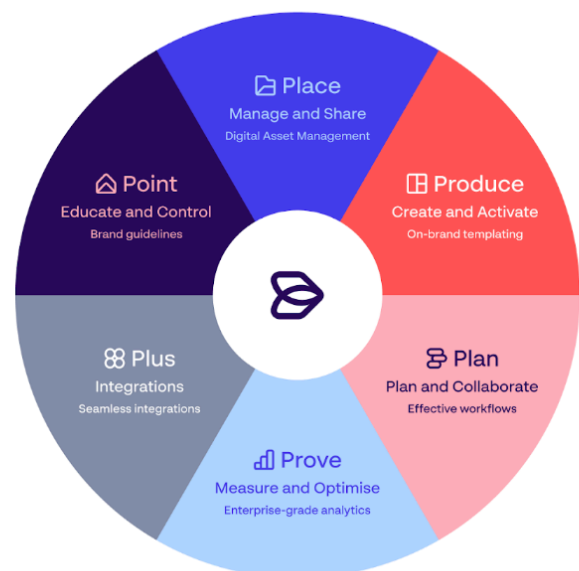 Place
Manage and Share
Digital Asset Management
Point
Educate and Control
Brand guidelines
Produce
Create and Activate
On-brand templating
Plus
Integrations
Seamless integrations
Plan
Plan and Collaborate
Effective workflows
Prove
Measure and Optimise
Enterprise-grade analytics